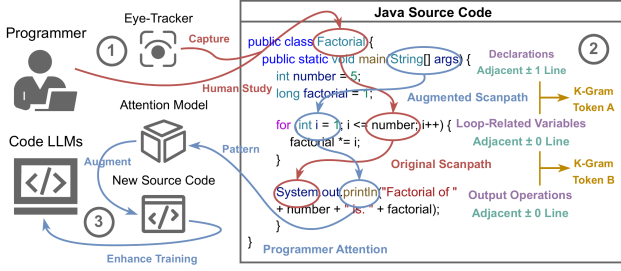 Programmer
Eye-Tracker
1
Capture
Human Study
Attention Model
Code LLMs
Augment
Pattern
New Source Code
3
Enhance Training
Java Source Code
2
public class Factorial {
public static void main(String[] args) {
int number = 5;
long factorial = 1;
for (int i = 1; i <= number; i++) {
factorial *= i;
}
System.out.println("Factorial of "
+ number + " is: " + factorial);
}
}
Augmented Scanpath
Original Scanpath
Programmer Attention
Declarations
Adjacent ± 1 Line
K-Gram
Token A
Loop-Related Variables
Adjacent ± 0 Line
K-Gram
Token B
Output Operations
Adjacent ± 0 Line